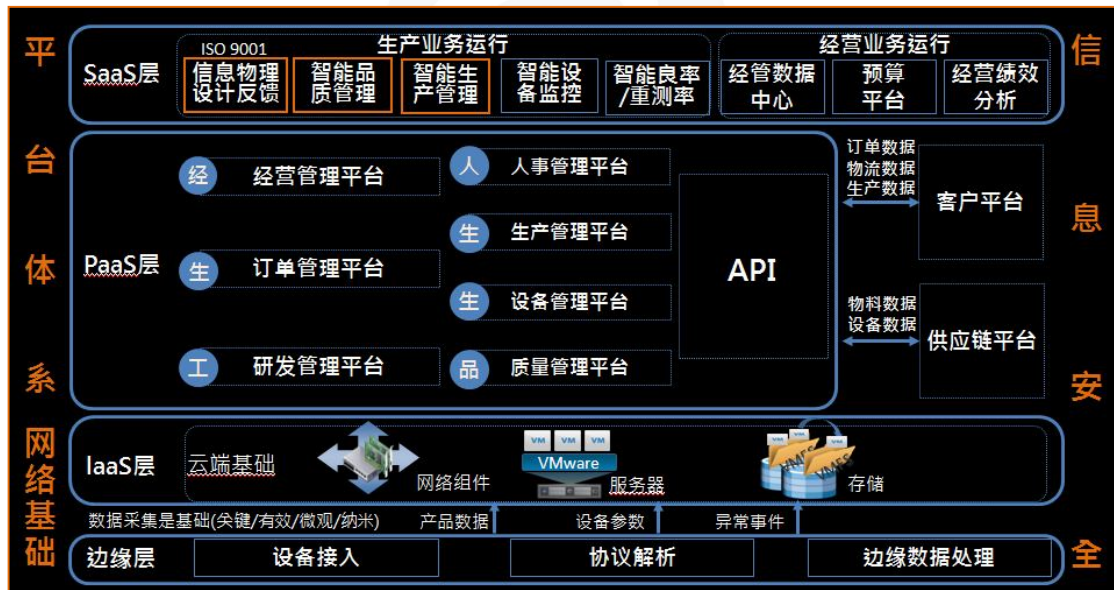 平台体系
网络基础
信息安全
SaaS层
ISO 9001
生产业务运行
信息物理
设计反馈
智能品
质管理
智能生
产管理
智能设
备监控
智能良率
/重测率
经营业务运行
经管数据
中心
预算
平台
经营绩效
分析
PaaS层
经
经营管理平台
生
订单管理平台
工
研发管理平台
人
人事管理平台
生
生产管理平台
生
设备管理平台
品
质量管理平台
API
订单数据
物流数据
生产数据
客户平台
物料数据
设备数据
供应链平台
IaaS层
云端基础
网络组件
VM VM VM
VMware
服务器
VM VM
VMFS VMFS
存储
数据采集是基础(关键/有效/微观/纳米)
产品数据
设备参数
异常事件
边缘层
设备接入
协议解析
边缘数据处理